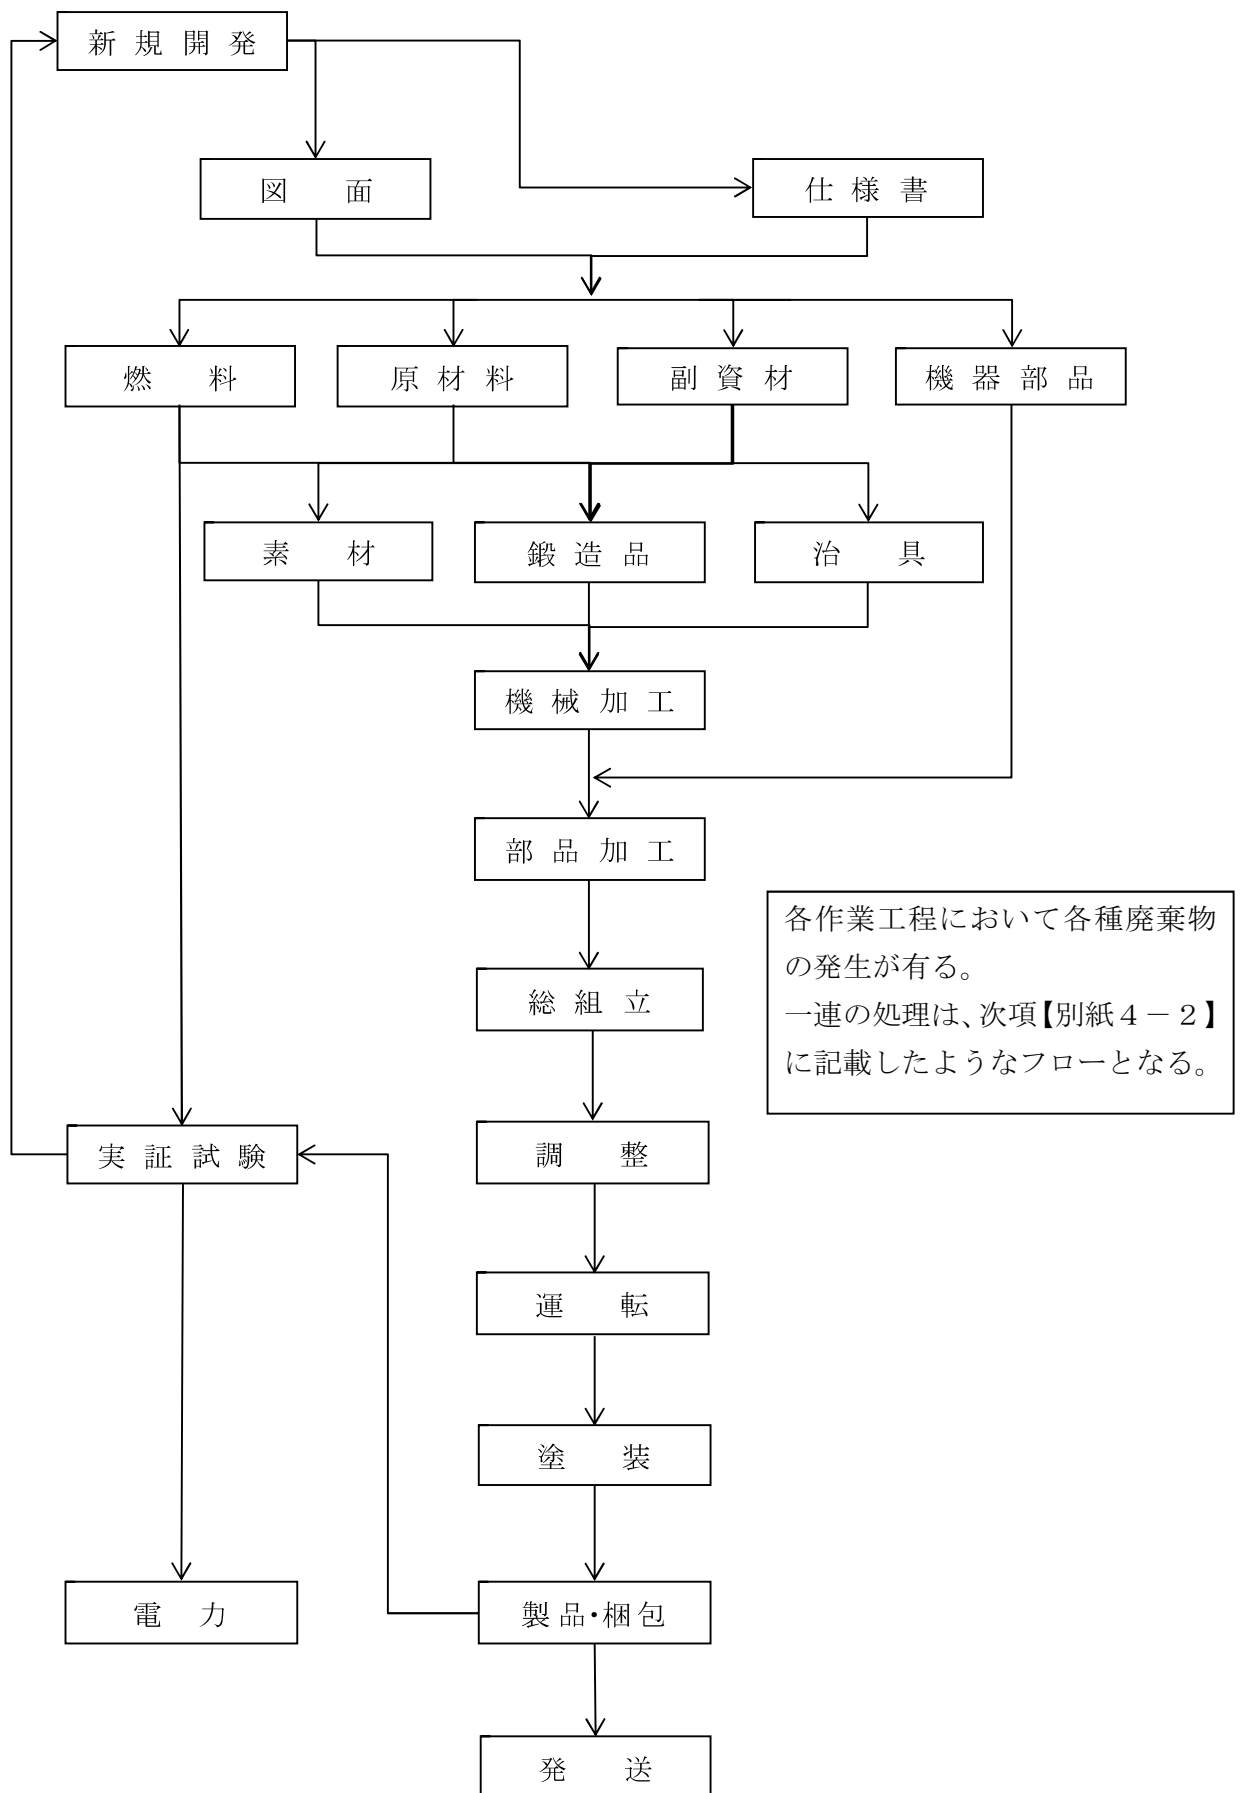 新規開発
図面
仕様書
燃料
原材料
副資材
機器部品
素材
鍛造品
治具
機械加工
部品加工
各作業工程において各種廃棄物
の発生が有る。
一連の処理は、次項【別紙４－２】
に記載したようなフローとなる。
総組立
実証試験
調整
運転
塗装
電力
製品・梱包
発送